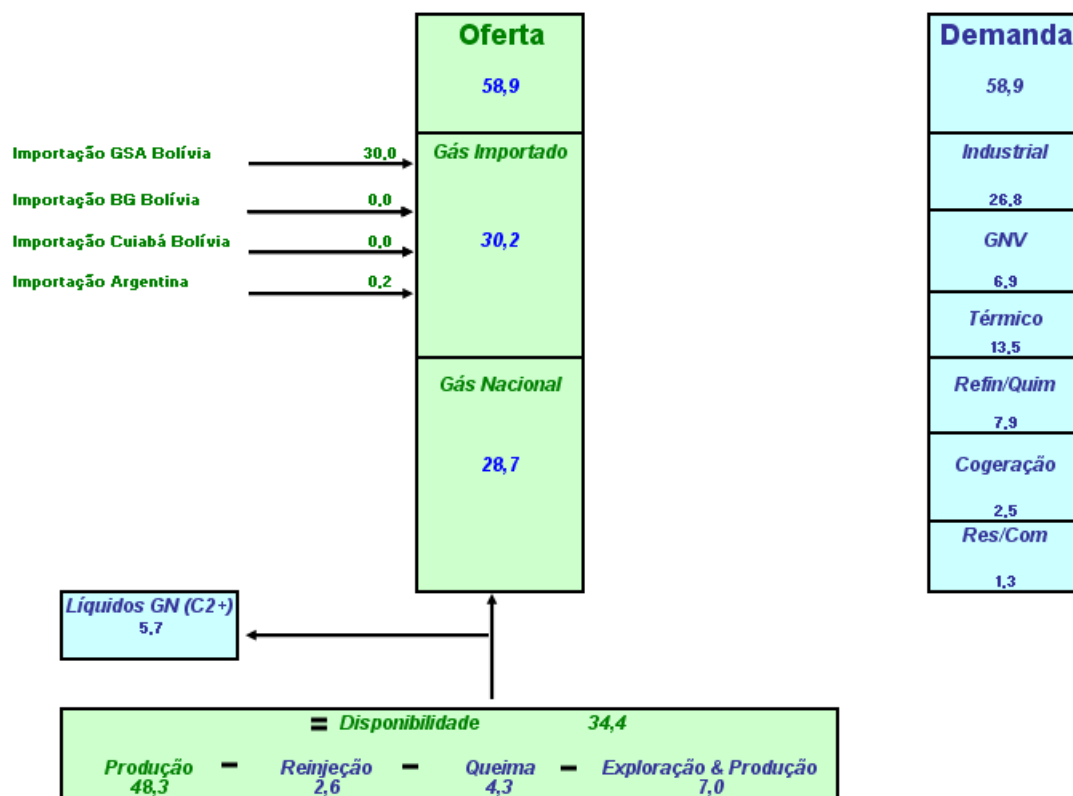 Oferta
58,9
Importação GSA Bolívia 30,0
Importação BG Bolívia 0,0
Importação Cuiabá Bolívia 0,0
Importação Argentina 0,2
Gás Importado
30,2
Gás Nacional
28,7
Demanda
58,9
Industrial
26,8
GNV
6,9
Térmico
13,5
Refin/Quim
7,9
Cogeração
2,5
Res/Com
1,3
Líquidos GN (C2+)
5,7
= Disponibilidade 34,4
Produção - Reinjeção - Queima - Exploração & Produção
48,3 2,6 4,3 7,0